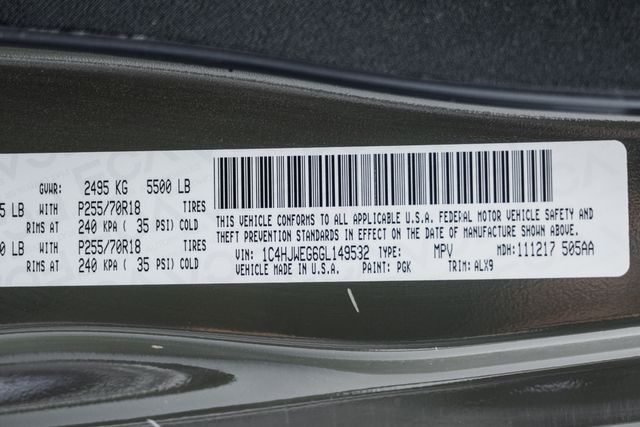 GVWR: 2495 KG 5500 LB
5 LB WITH P255/70R18 TIRES
RIMS AT 240 KPA ( 35 PSI) COLD
0 LB WITH P255/70R18 TIRES
RIMS AT 240 KPA ( 35 PSI) COLD
THIS VEHICLE CONFORMS TO ALL APPLICABLE U.S.A. FEDERAL MOTOR VEHICLE SAFETY AND
THEFT PREVENTION STANDARDS IN EFFECT ON THE DATE OF MANUFACTURE SHOWN ABOVE.
VIN: 1C4HJWEG6GL149532 TYPE: MPV MDH: 111217 505AA
VEHICLE MADE IN U.S.A. PAINT: PGK TRIM: ALX9